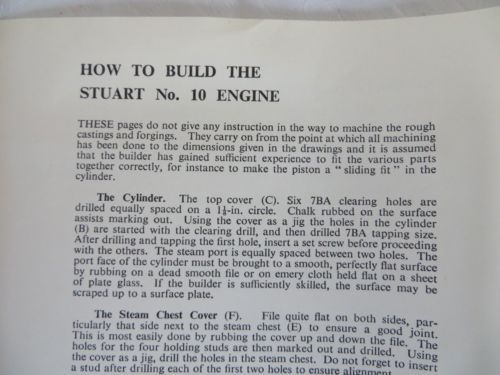 HOW TO BUILD THE
STUART No. 10 ENGINE
THESE pages do not give any instruction in the way to machine the rough
castings and forgings. They carry on from the point at which all machining
has been done to the dimensions given in the drawings and it is assumed
that the builder has gained sufficient experience to fit the various parts
together correctly, for instance to make the piston a “ sliding fit ” in the
cylinder.
The Cylinder. The top cover (C). Six 7BA clearing holes are
drilled equally spaced on a 1¼-in. circle. Chalk rubbed on the surface
assists marking out. Using the cover as a jig the holes in the cylinder
(B) are started with the clearing drill, and then drilled 7BA tapping size.
After drilling and tapping the first hole, insert a set screw before proceeding
with the others. The steam port is equally spaced between two holes. The
port face of the cylinder must be brought to a smooth, perfectly flat surface
by rubbing on a dead smooth file or on emery cloth held flat on a sheet
of plate glass. If the builder is sufficiently skilled, the surface may be
scraped up to a surface plate.
The Steam Chest Cover (F). File quite flat on both sides, par-
ticularly that side next to the steam chest (E) to ensure a good joint.
This is most easily done by rubbing the cover up and down the file. The
holes for the four holding studs are then marked out and drilled. Using
the cover as a jig, drill the holes in the steam chest. Do not forget to insert
a stud after drilling each of the first two holes to ensure alignment.